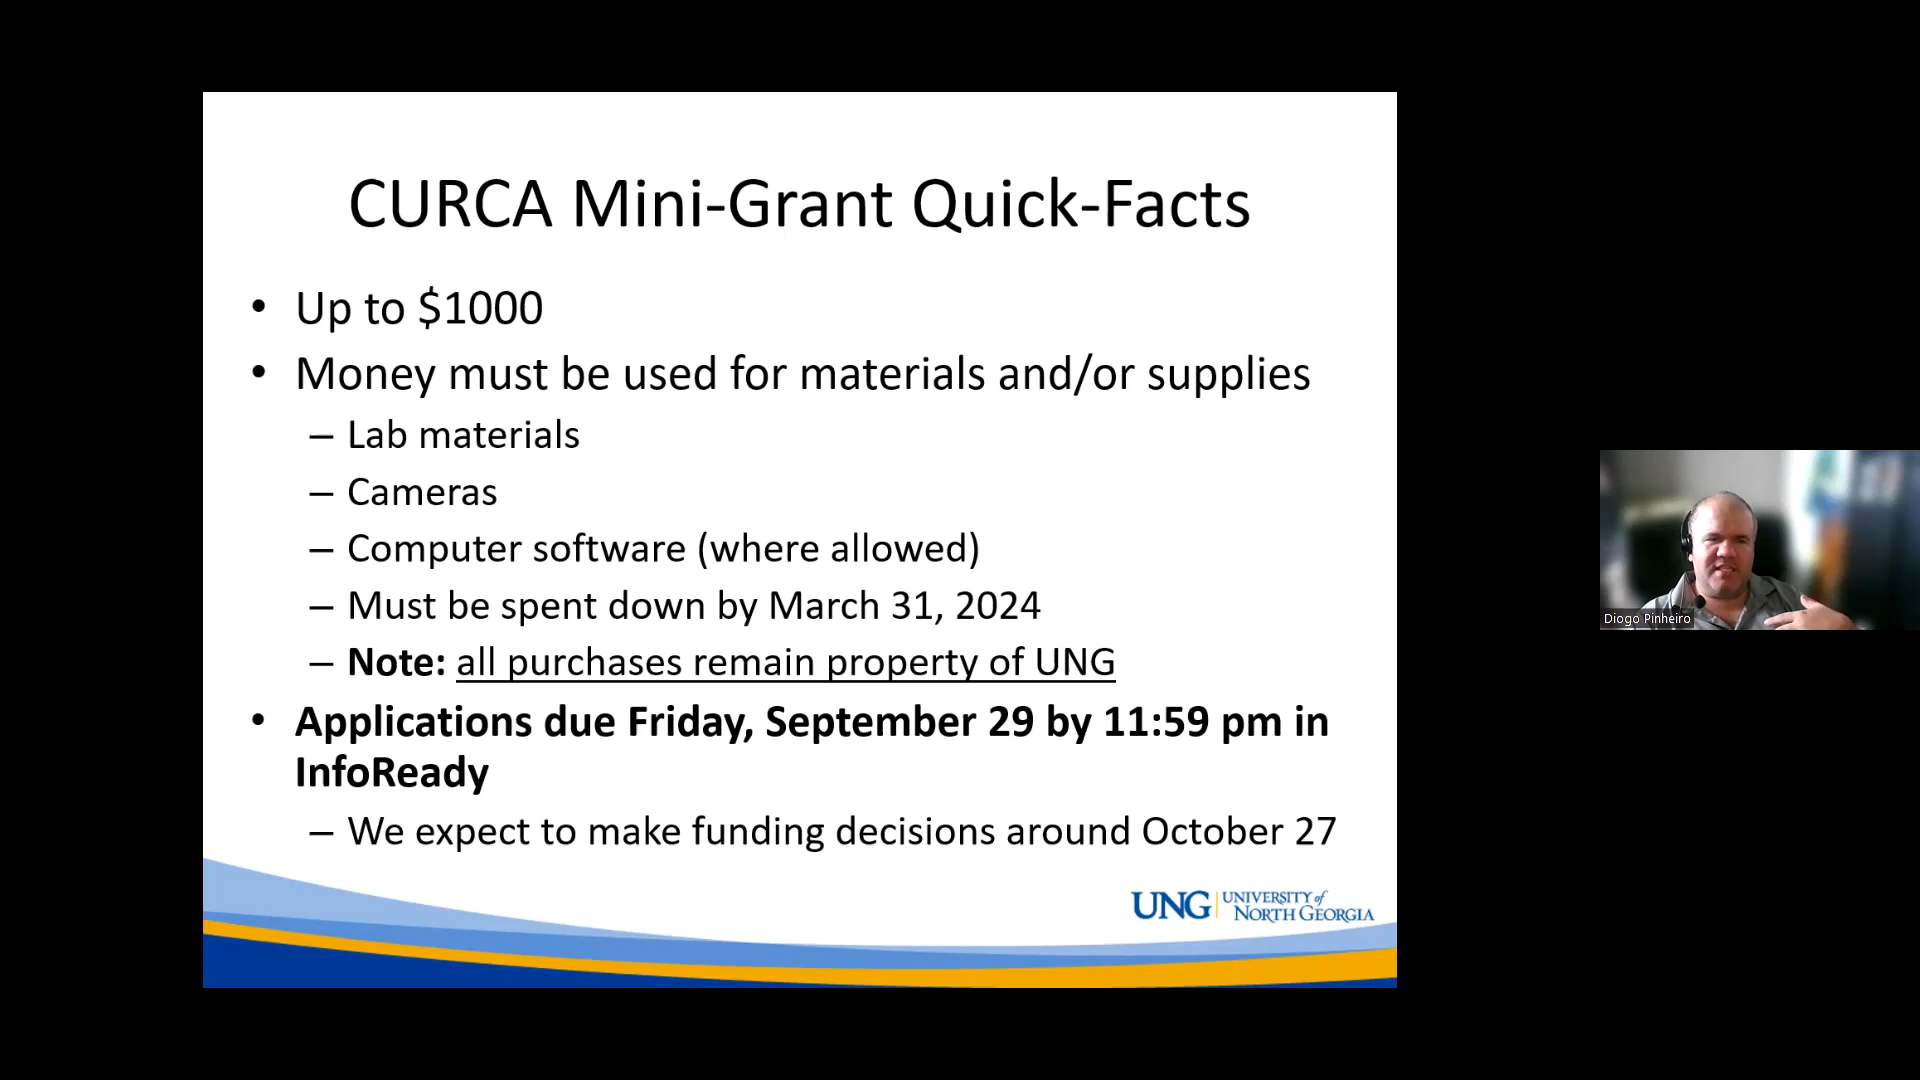 CURCA Mini-Grant Quick-Facts
• Up to $1000
• Money must be used for materials and/or supplies
– Lab materials
– Cameras
– Computer software (where allowed)
– Must be spent down by March 31, 2024
– Note: all purchases remain property of UNG
• Applications due Friday, September 29 by 11:59 pm in
InfoReady
– We expect to make funding decisions around October 27
UNG UNIVERSITY of
NORTH GEORGIA
Diogo Pinheiro